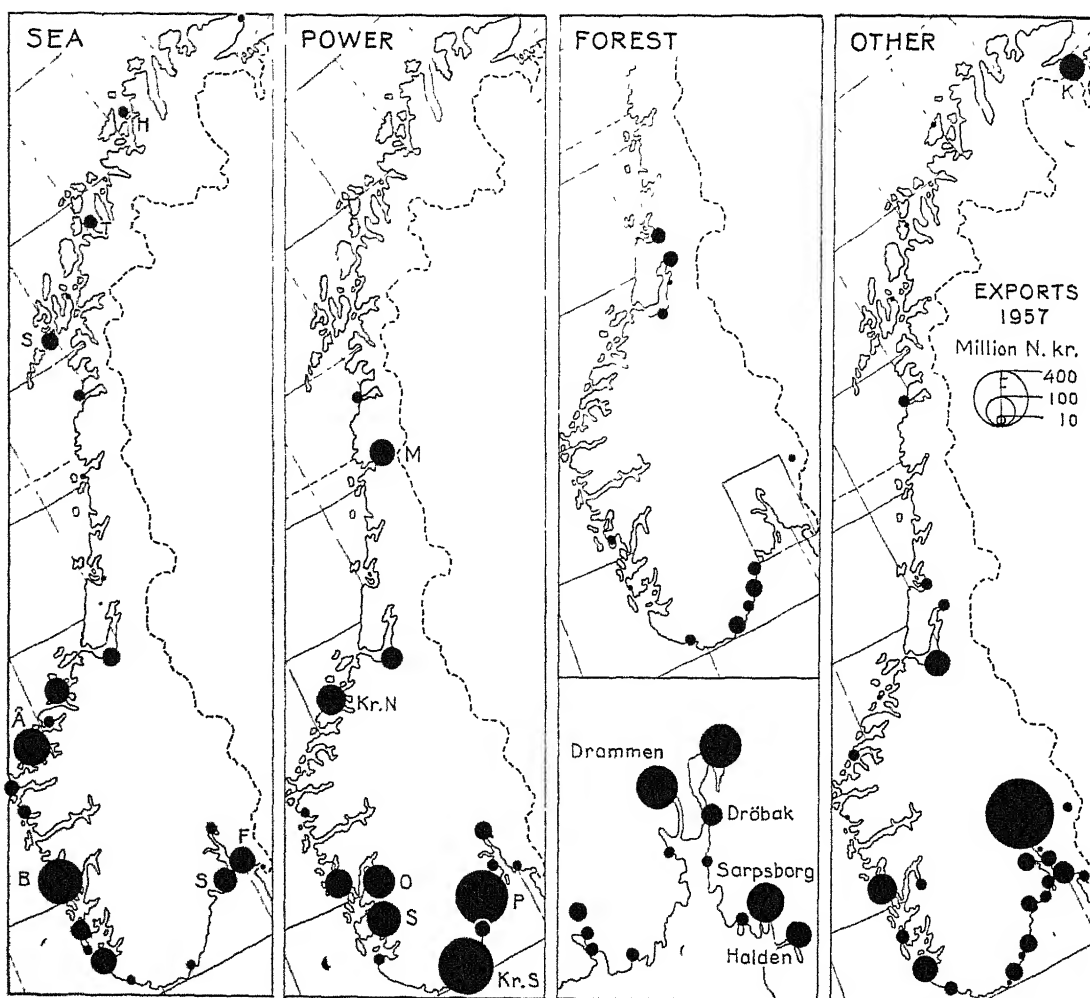 SEA
H
T
S
Å
B
F
S
POWER
M
Kr.N
O
S
P
Kr.S
FOREST
Drammen
Dröbak
Sarpsborg
Halden
OTHER
K
EXPORTS
1957
Million N. kr.
400
100
10